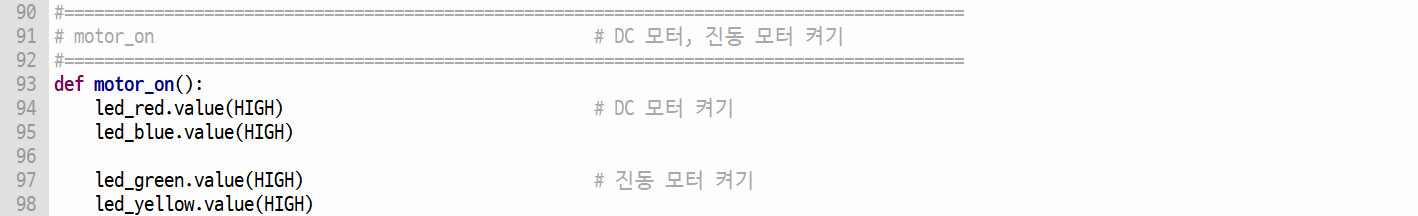 90 #==========================================================================================
91 # motor_on                                            # DC 모터, 진동 모터 켜기
92 #==========================================================================================
93 def motor_on():
94     led_red.value(HIGH)                               # DC 모터 켜기
95     led_blue.value(HIGH)
96
97     led_green.value(HIGH)                             # 진동 모터 켜기
98     led_yellow.value(HIGH)